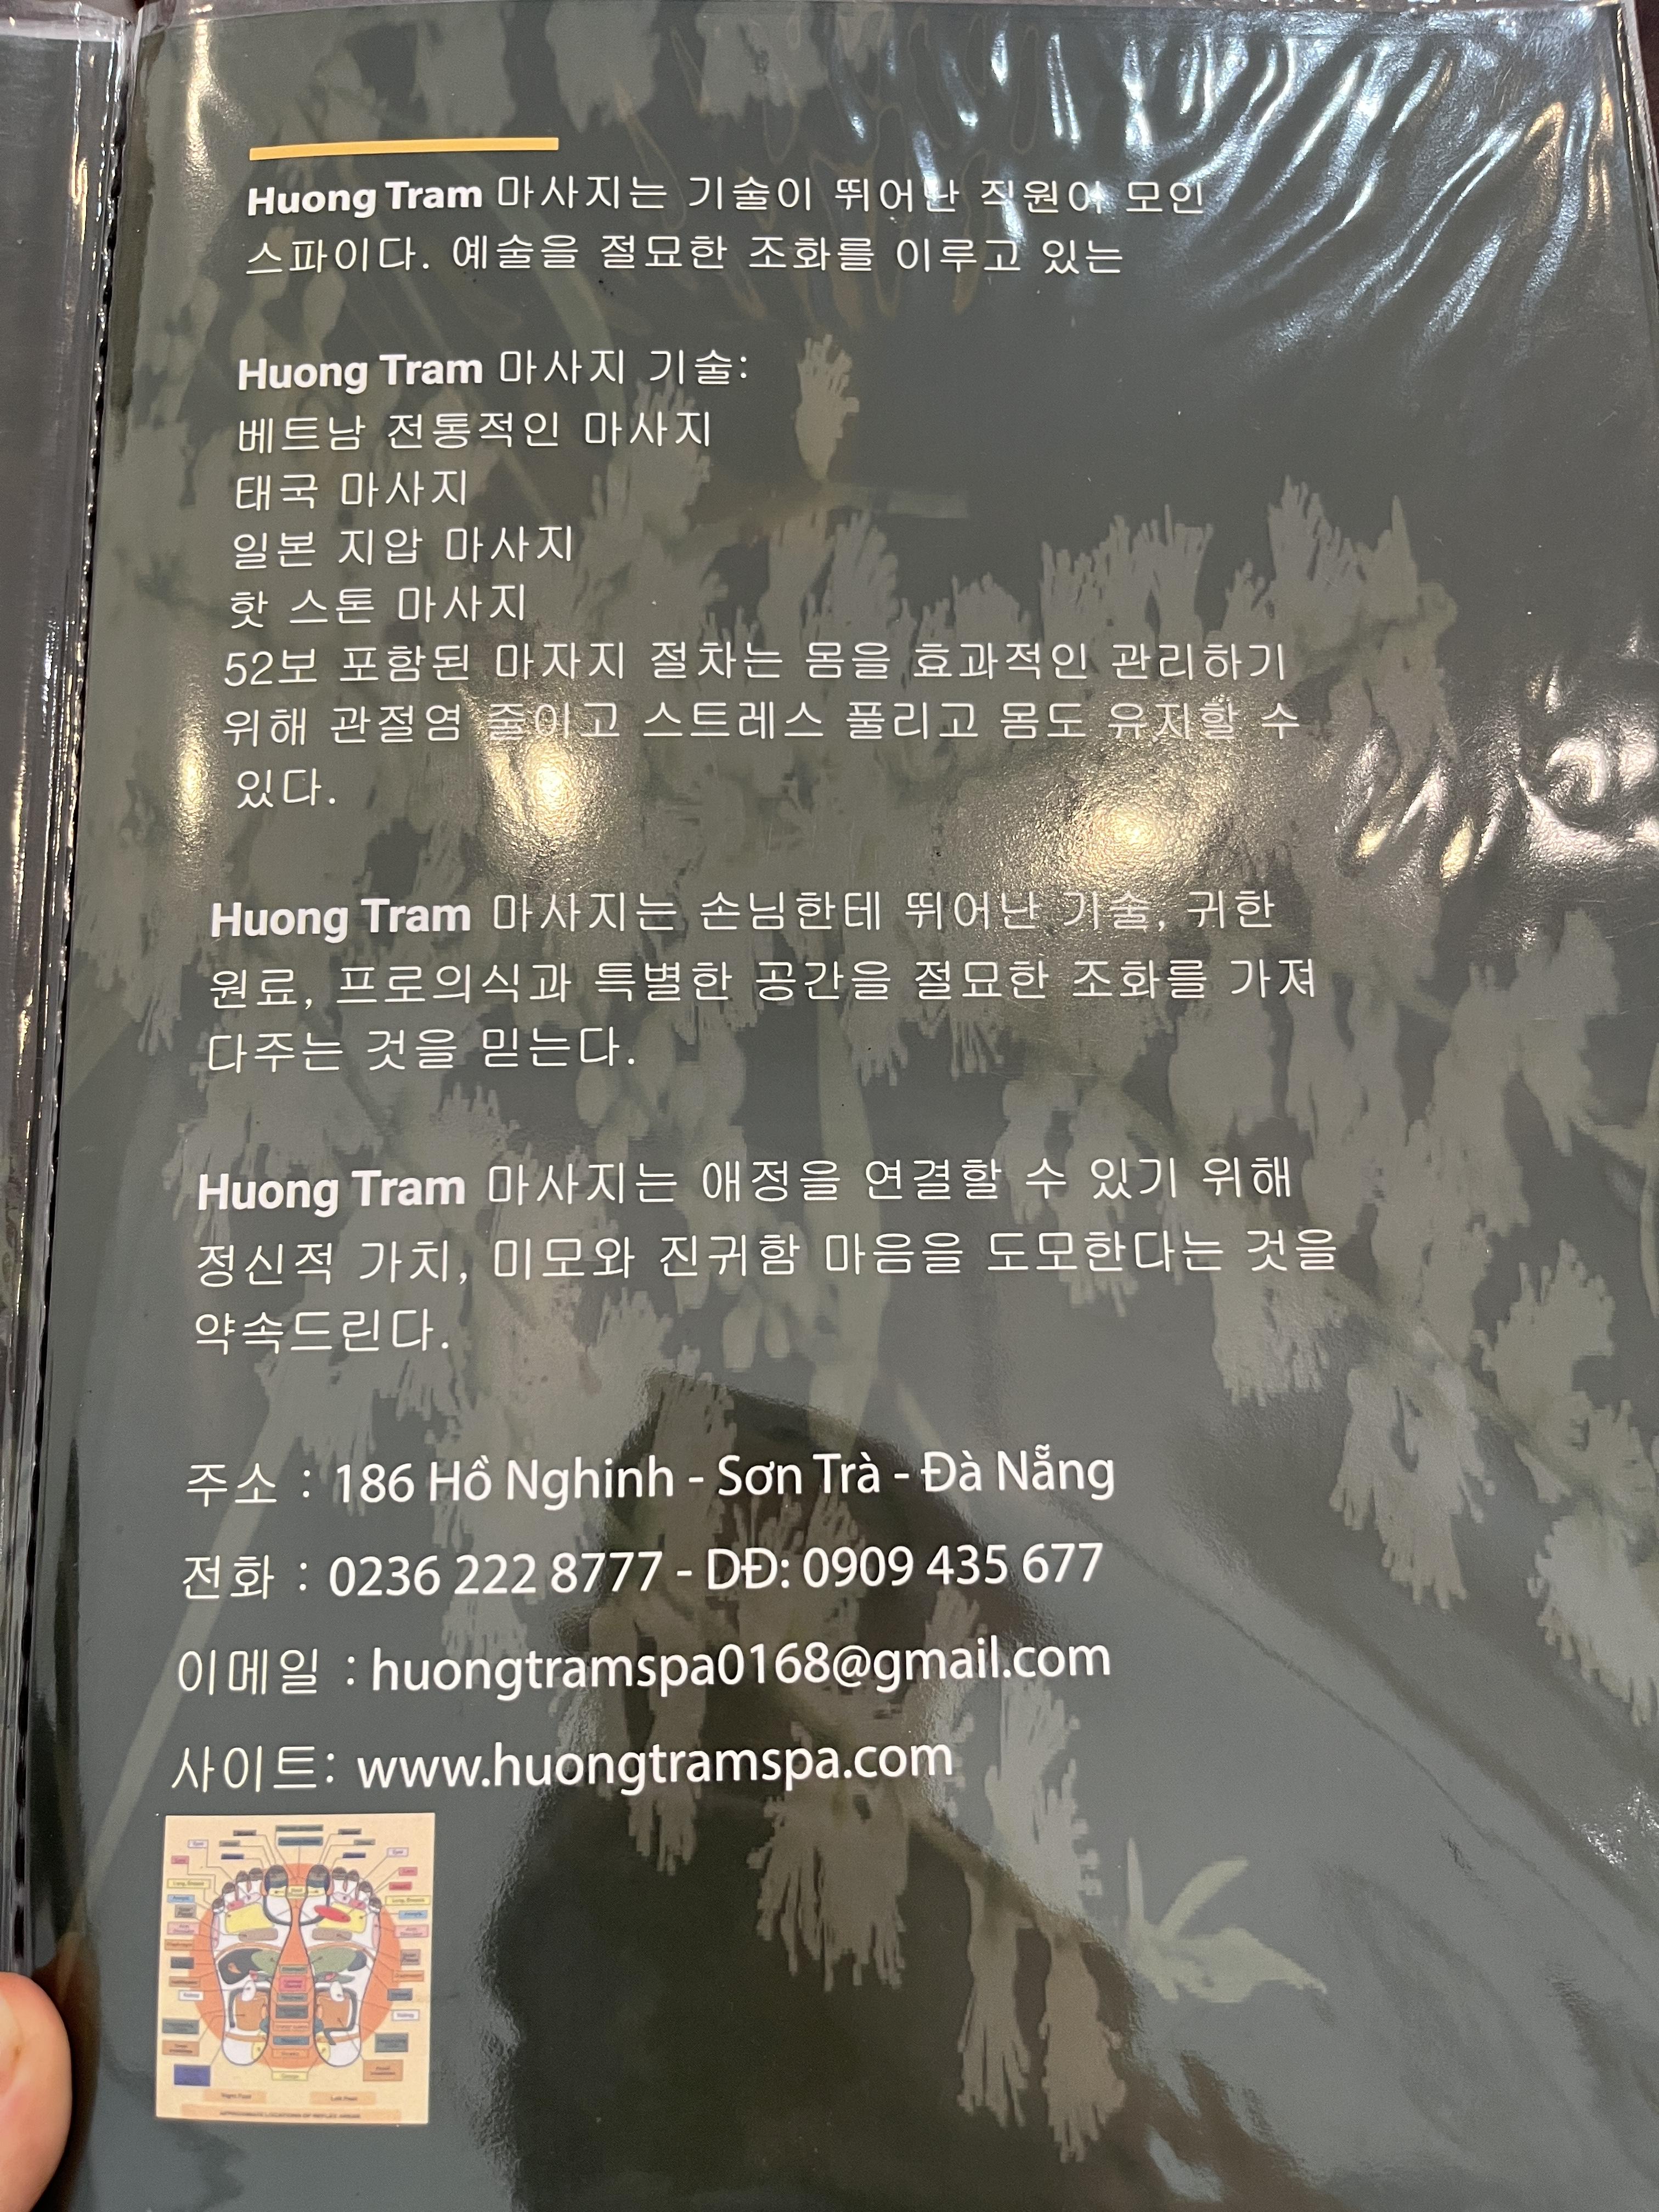 Huong Tram 마사지는 기술이 뛰어난 직원이 모인
스파이다. 예술을 절묘한 조화를 이루고 있는
Huong Tram 마사지 기술:
베트남 전통적인 마사지
태국 마사지
일본 지압 마사지
핫 스톤 마사지
52보 포함된 마자지 절차는 몸을 효과적인 관리하기
위해 관절염 줄이고 스트레스 풀리고 몸도 유지할 수
있다.
Huong Tram 마사지는 손님한테 뛰어난 기술, 귀한
원료, 프로의식과 특별한 공간을 절묘한 조화를 가져
다주는 것을 믿는다.
Huong Tram 마사지는 애정을 연결할 수 있기 위해
정신적 가치, 미모와 진귀함 마음을 도모한다는 것을
약속드린다.
주소 : 186 Hồ Nghinh - Sơn Trà - Đà Nẵng
전화 : 0236 222 8777 - DĐ: 0909 435 677
이메일 : huongtramspa0168@gmail.com
사이트: www.huongtramspa.com
Right Foot
Left Foot
APPROXIMATE LOCATIONS OF REFLEX AREAS